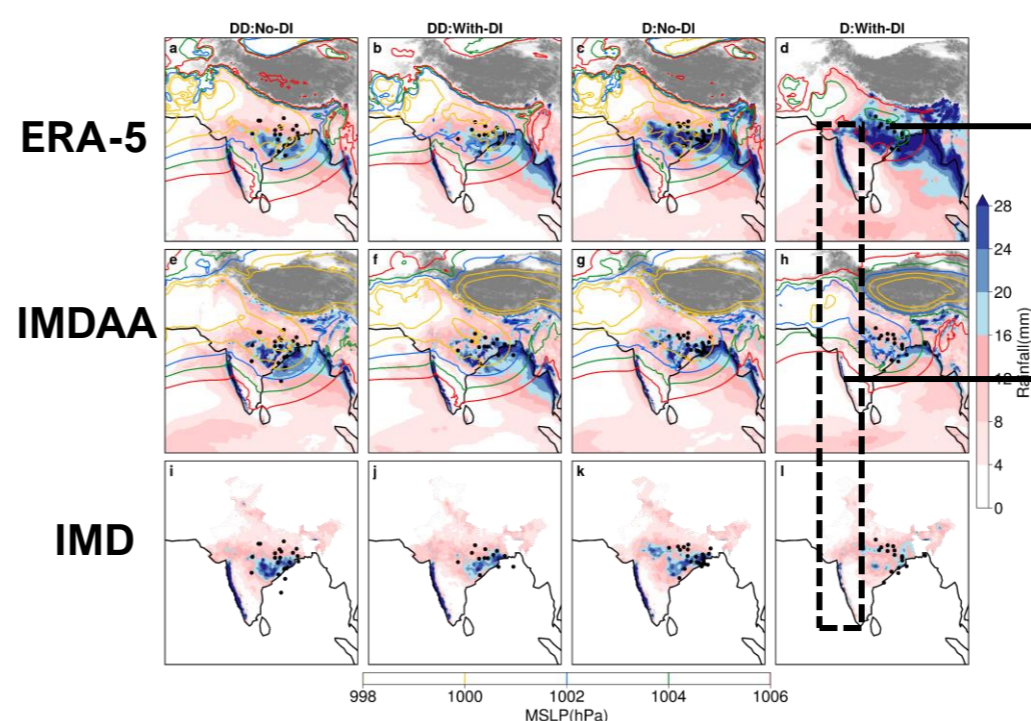 DD:No-DI DD:With-DI D:No-DI D:With-DI
ERA-5
a b c d
IMDAA
e f g h
IMD
i j k l
28
24
20
16
12
8
4
0
Rainfall(mm)
998 1000 1002 1004 1006
MSLP(hPa)